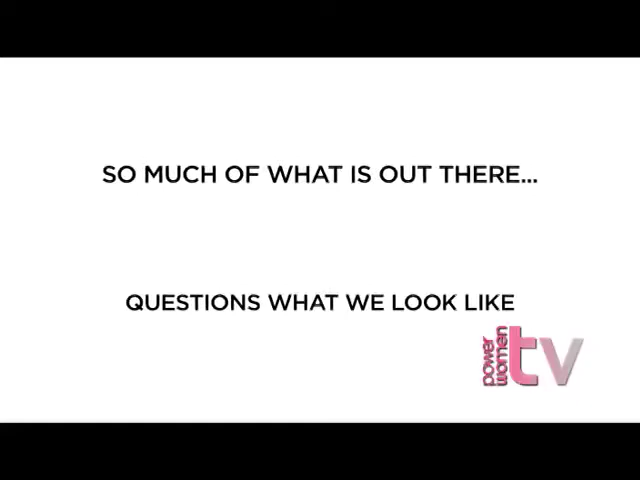 SO MUCH OF WHAT IS OUT THERE...
QUESTIONS WHAT WE LOOK LIKE
power women tv